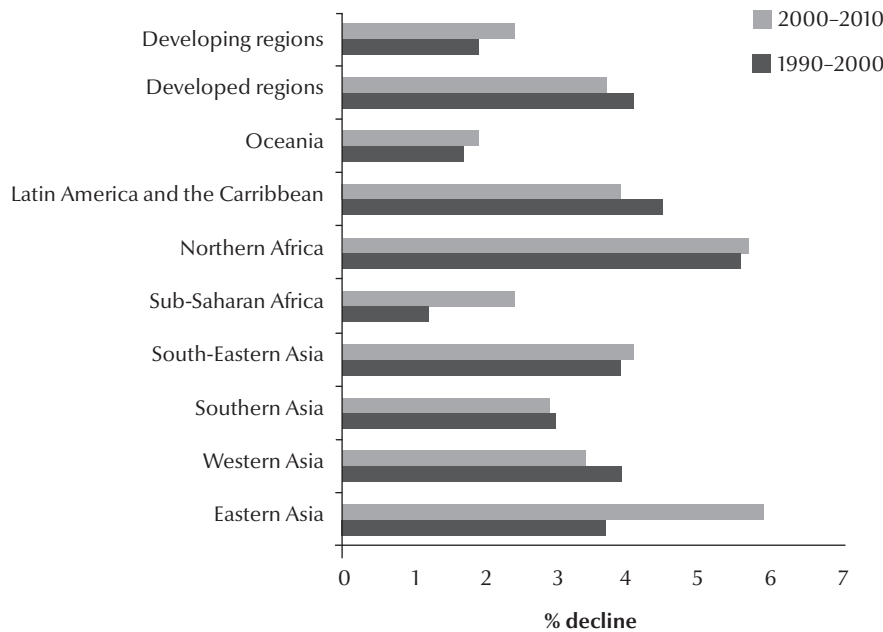 2000–2010
1990–2000
Developing regions
Developed regions
Oceania
Latin America and the Carribbean
Northern Africa
Sub-Saharan Africa
South-Eastern Asia
Southern Asia
Western Asia
Eastern Asia
0 1 2 3 4 5 6 7
% decline